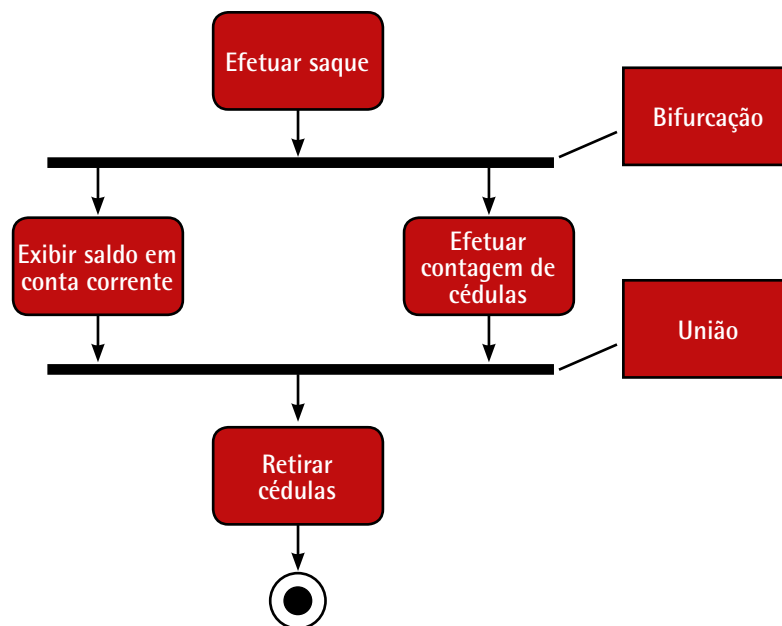 Efetuar saque
Bifurcação
Exibir saldo em
conta corrente
Efetuar
contagem de
cédulas
União
Retirar
cédulas